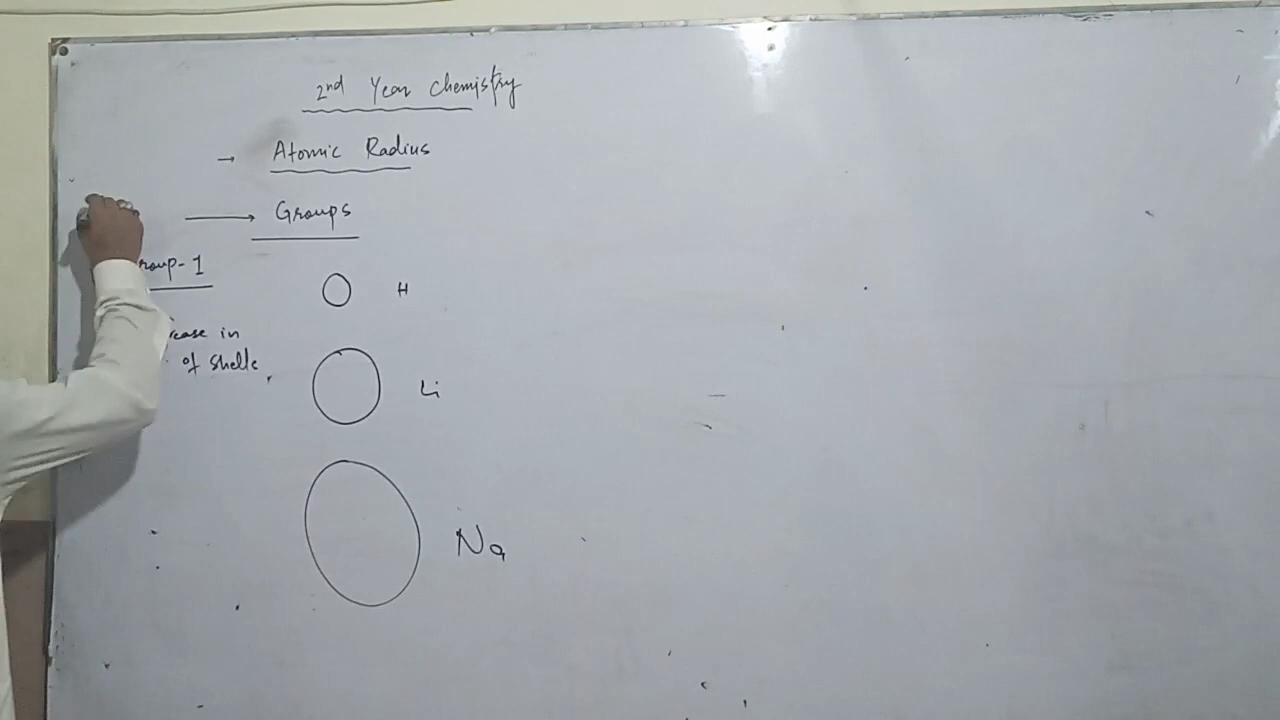 2nd Year Chemistry
→ Atomic Radius
→ Groups
roup-1
H
rease in
of shells,
Li
Na